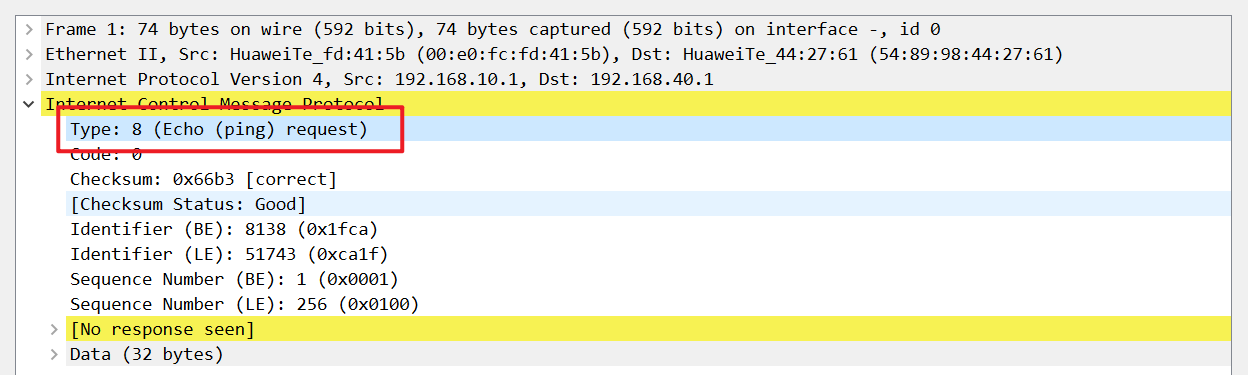 Frame 1: 74 bytes on wire (592 bits), 74 bytes captured (592 bits) on interface -, id 0
Ethernet II, Src: HuaweiTe_fd:41:5b (00:e0:fc:fd:41:5b), Dst: HuaweiTe_44:27:61 (54:89:98:44:27:61)
Internet Protocol Version 4, Src: 192.168.10.1, Dst: 192.168.40.1
Internet Control Message Protocol
Type: 8 (Echo (ping) request)
Code: 0
Checksum: 0x66b3 [correct]
[Checksum Status: Good]
Identifier (BE): 8138 (0x1fca)
Identifier (LE): 51743 (0xca1f)
Sequence Number (BE): 1 (0x0001)
Sequence Number (LE): 256 (0x0100)
[No response seen]
Data (32 bytes)